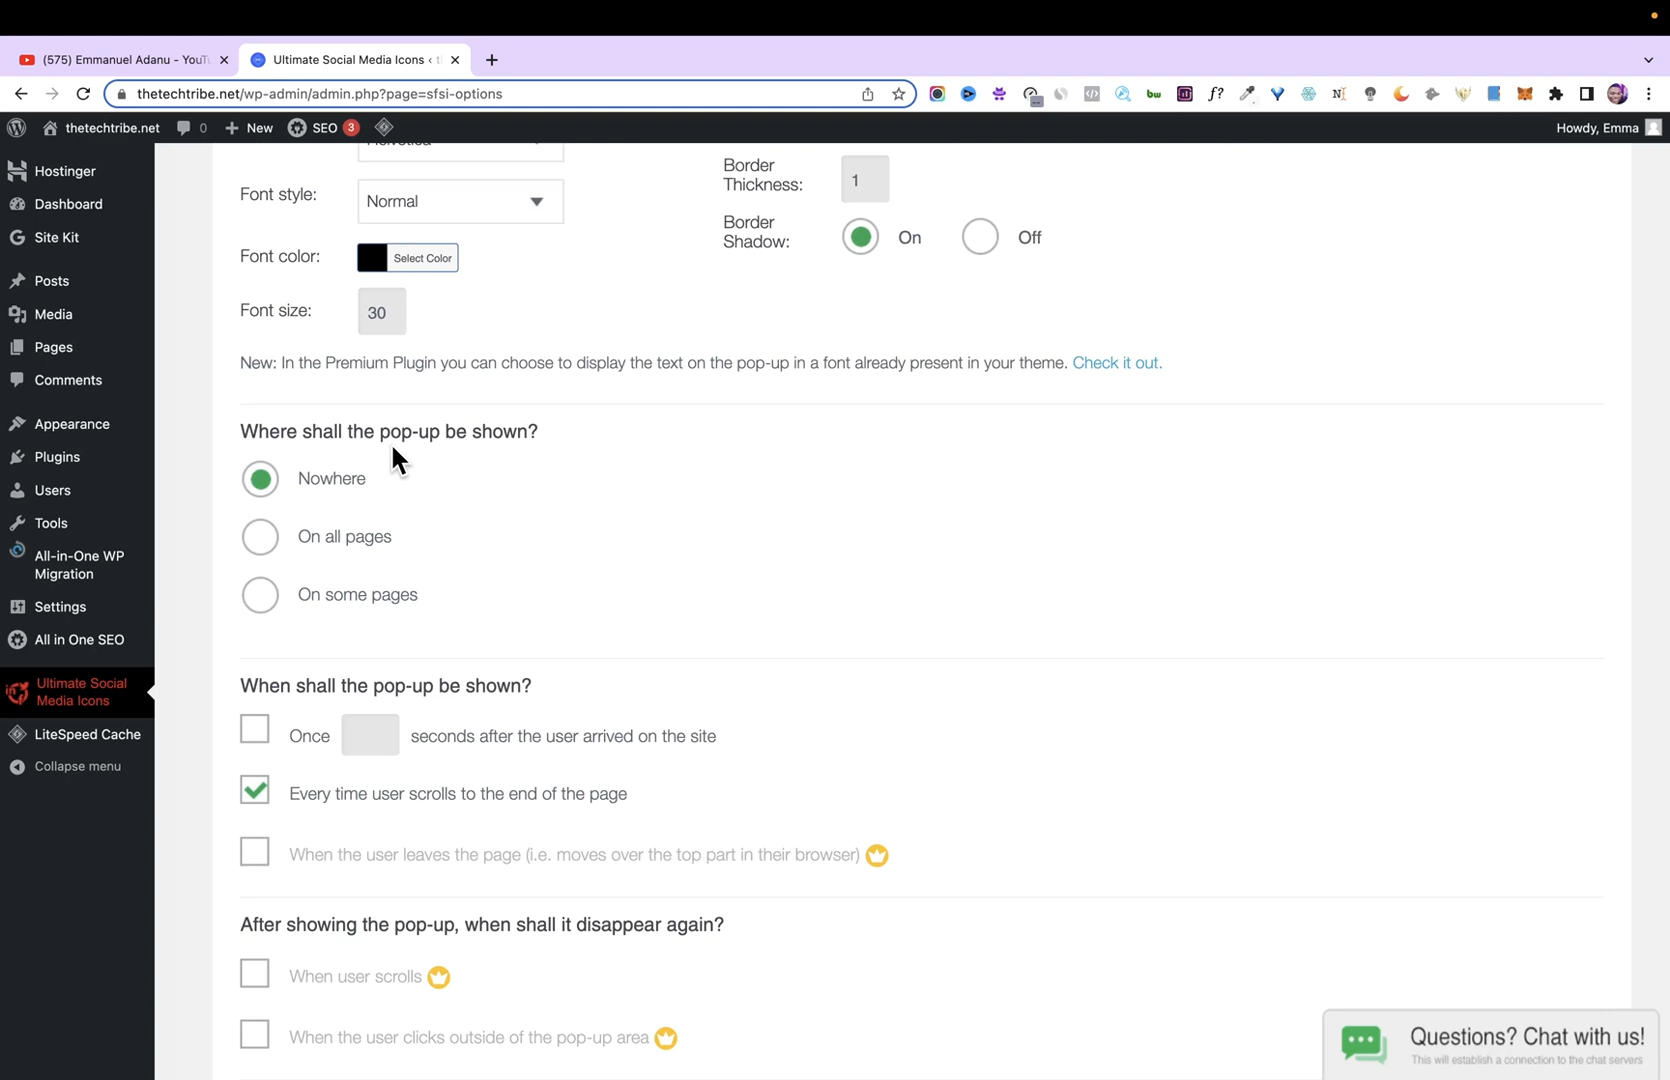 (575) Emmanuel Adanu - YouTu
Ultimate Social Media Icons ‹ t
thetechtribe.net/wp-admin/admin.php?page=sfsi-options
thetechtribe.net
0
New
SEO 3
Howdy, Emma
Hostinger
Dashboard
Site Kit
Posts
Media
Pages
Comments
Appearance
Plugins
Users
Tools
All-in-One WP
Migration
Settings
All in One SEO
Ultimate Social
Media Icons
LiteSpeed Cache
Collapse menu
Helvetica
Font style:
Normal
Font color:
Select Color
Font size:
30
Border
Thickness:
1
Border
Shadow:
On
Off
New: In the Premium Plugin you can choose to display the text on the pop-up in a font already present in your theme. Check it out.
Where shall the pop-up be shown?
Nowhere
On all pages
On some pages
When shall the pop-up be shown?
Once seconds after the user arrived on the site
Every time user scrolls to the end of the page
When the user leaves the page (i.e. moves over the top part in their browser)
After showing the pop-up, when shall it disappear again?
When user scrolls
When the user clicks outside of the pop-up area
Questions? Chat with us!
This will establish a connection to the chat servers